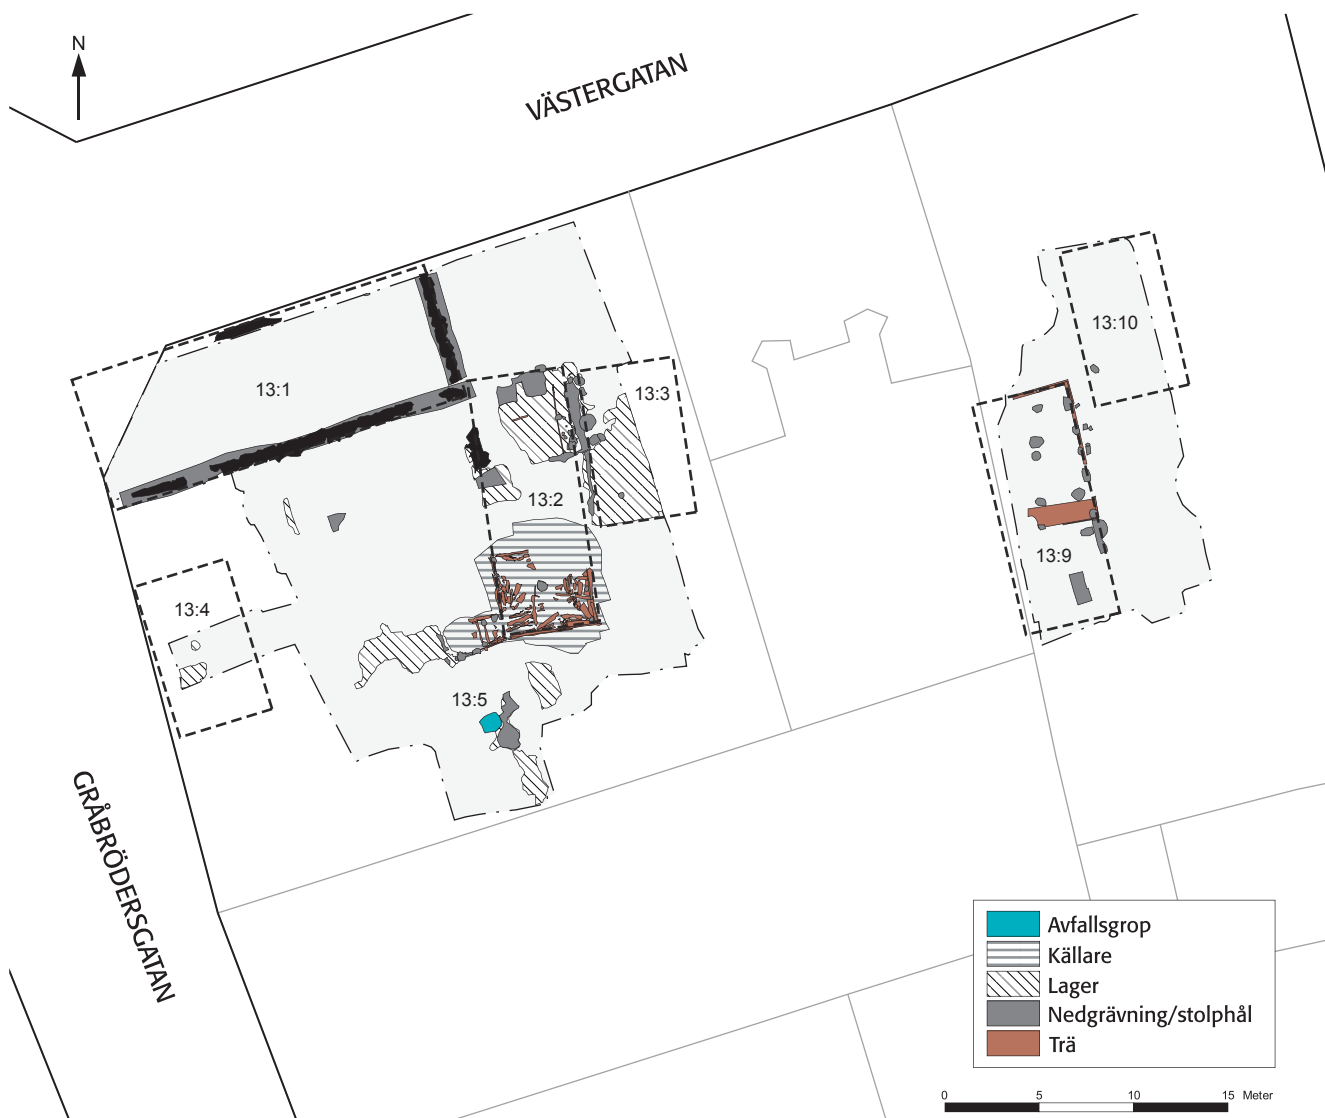 N
VÄSTERGATAN
13:10
13:1
13:3
13:2
13:9
13:4
13:5
GRÅBRÖDERSGATAN
Avfallsgrop
Källare
Lager
Nedgrävning/stolphål
Trä
0 5 10 15 Meter